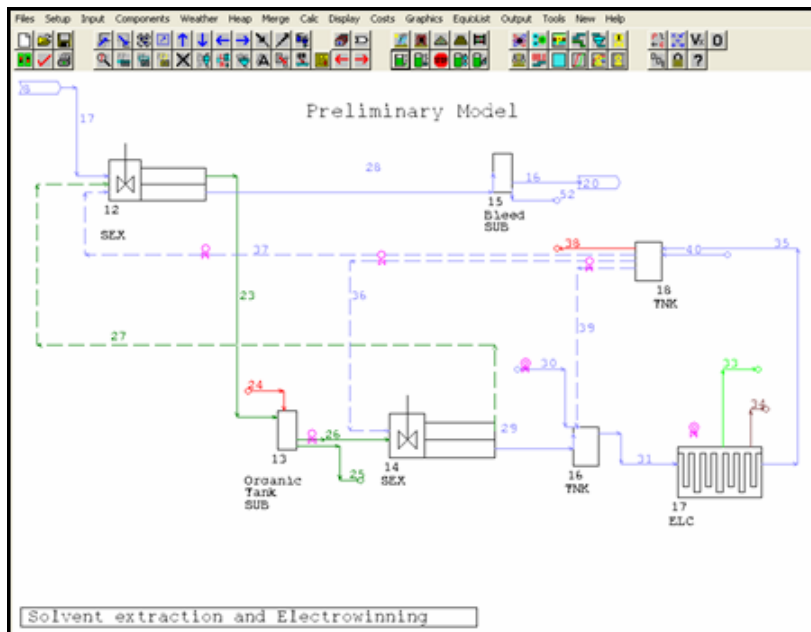 Files Setup Input Components Weather Heap Merge Calc Display Costs Graphics EquipList Output Tools New Help
Preliminary Model
17
28
16
20
12
SEX
15
Bleed
SUB
52
37
38
40
35
18
TNK
23
36
39
27
24
30
33
34
26
29
13
Organic
Tank
SUB
25
14
SEX
16
TNK
31
17
ELC
Solvent extraction and Electrowinning